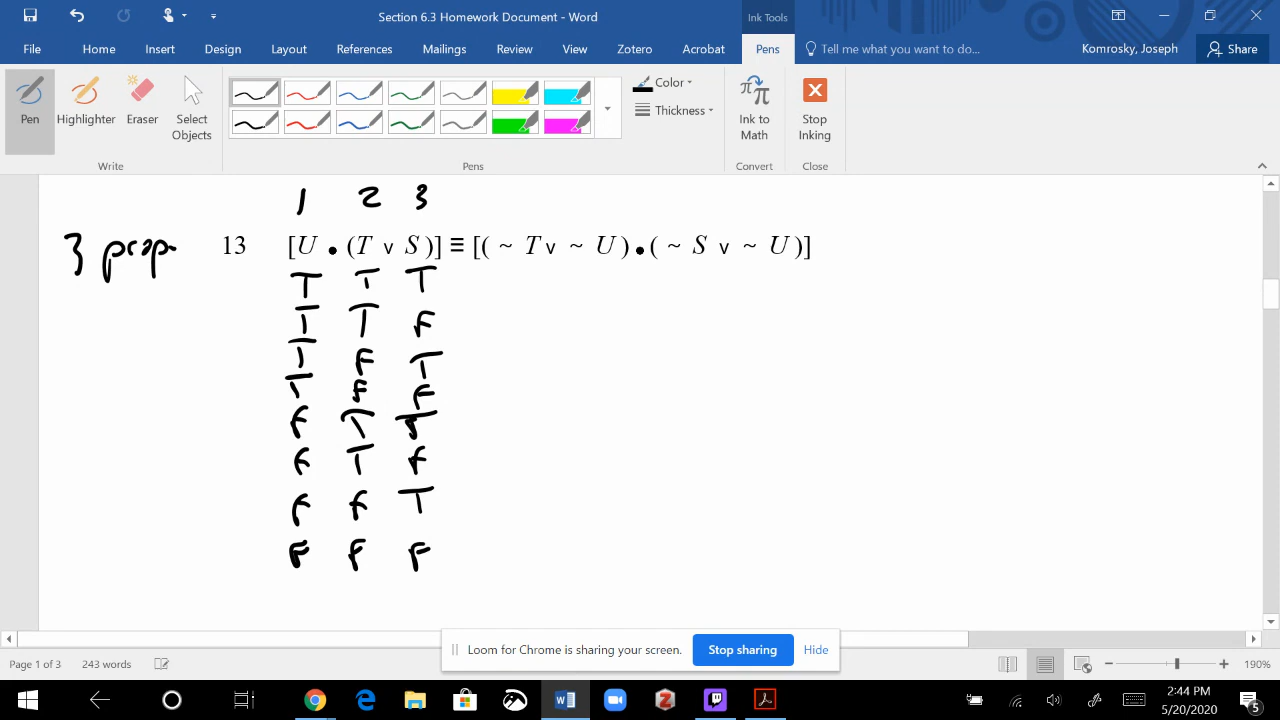 Section 6.3 Homework Document - Word
Ink Tools
File Home Insert Design Layout References Mailings Review View Zotero Acrobat Pens Tell me what you want to do... Komrosky, Joseph Share
Pen Highlighter Eraser Select Objects Color Thickness Ink to Math Stop Inking
Write Pens Convert Close
1 2 3
3 prop 13 [U • (T v S)] ≡ [( ~ T v ~ U) • ( ~ S v ~ U)]
T T T
T T F
T F T
T F F
F T T
F T F
F F T
F F F
Loom for Chrome is sharing your screen. Stop sharing Hide
Page 1 of 3 243 words 190%
2:44 PM
5/20/2020
5